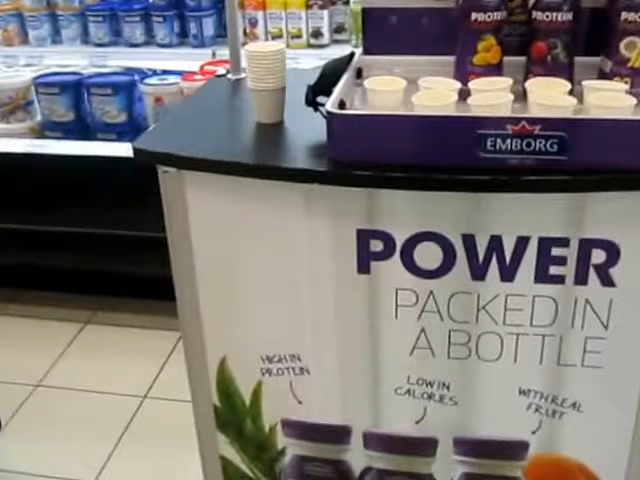 PROTEIN
PROTEIN
EMBORG
POWER
PACKED IN
A BOTTLE
HIGH IN
PROTEIN
LOW IN
CALORIES
WITH REAL
FRUIT